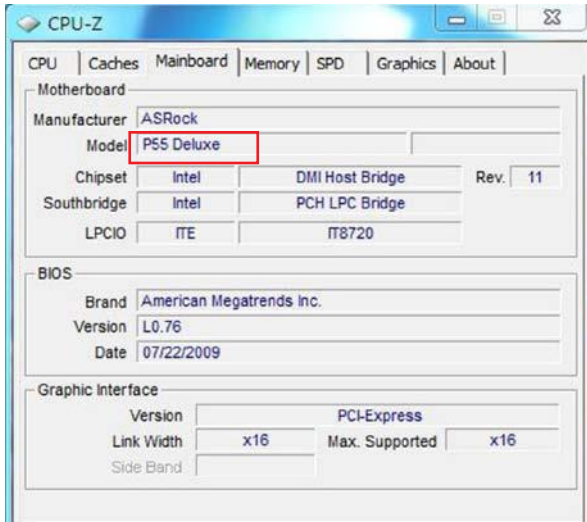 CPU-Z
CPU Caches Mainboard Memory SPD Graphics About
Motherboard
Manufacturer ASRock
Model P55 Deluxe
Chipset Intel DMI Host Bridge Rev. 11
Southbridge Intel PCH LPC Bridge
LPCIO ITE IT8720
BIOS
Brand American Megatrends Inc.
Version L0.76
Date 07/22/2009
Graphic Interface
Version PCI-Express
Link Width x16 Max. Supported x16
Side Band